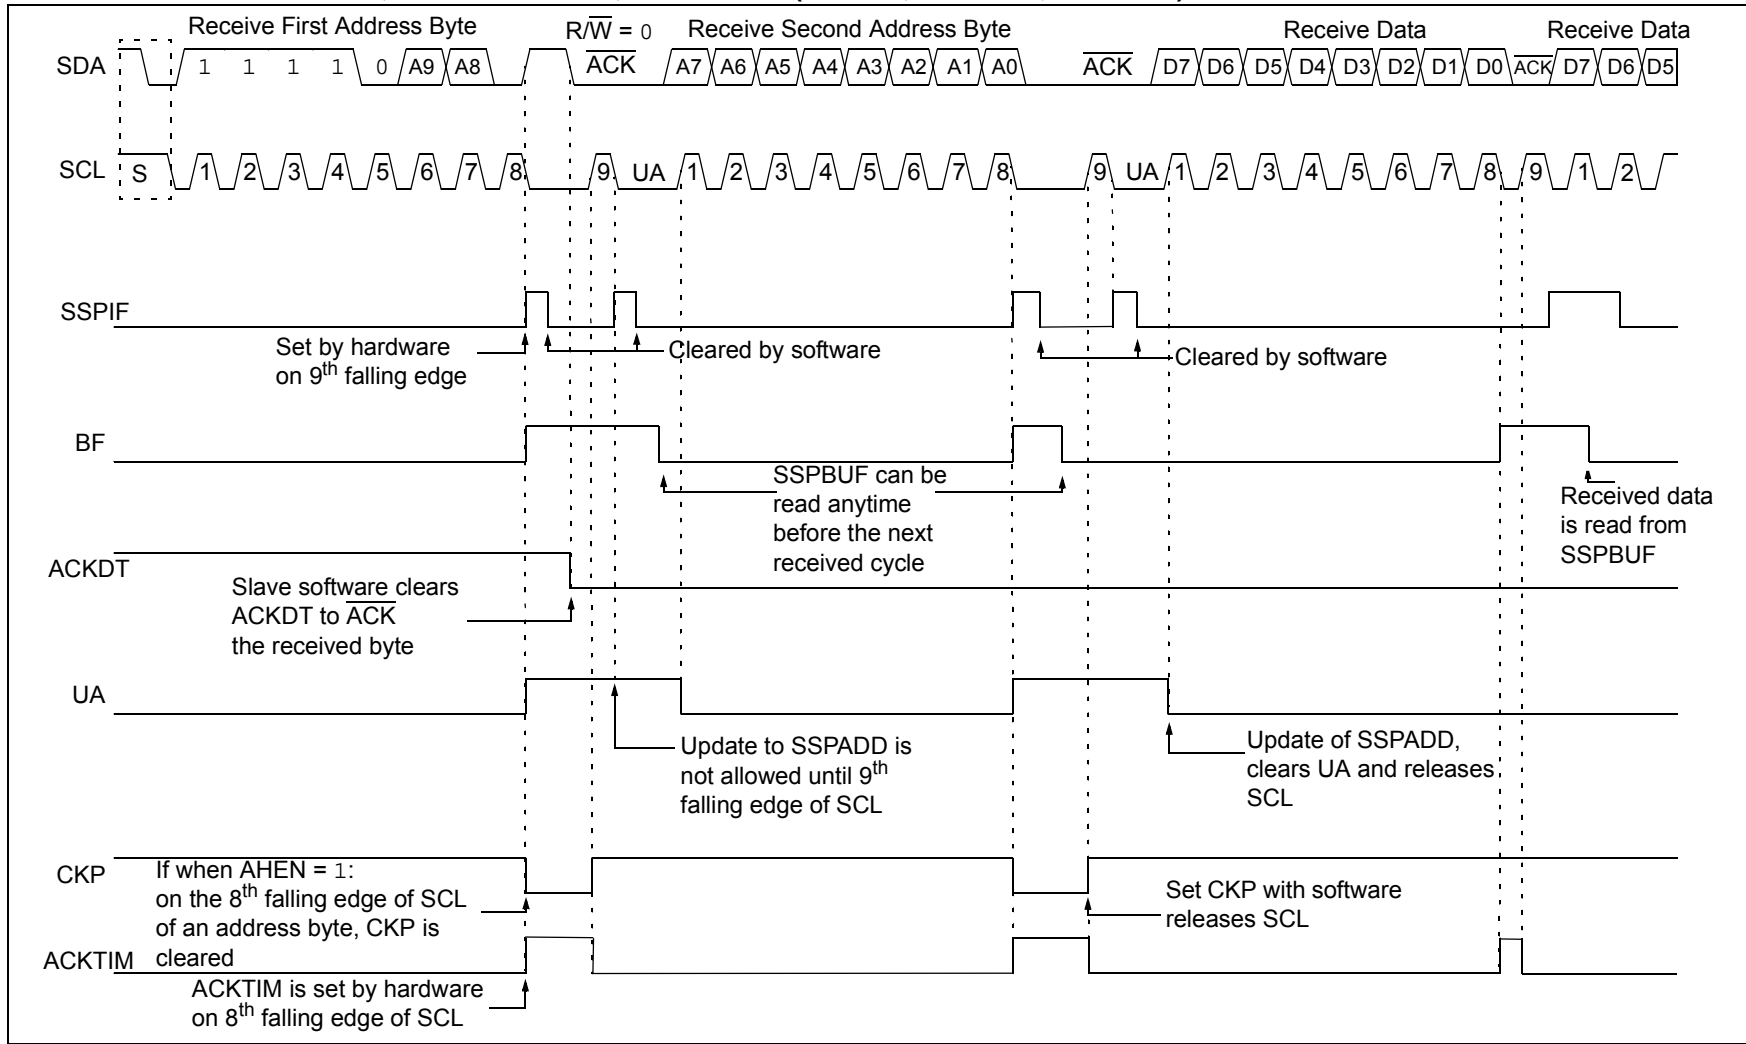 Receive First Address Byte
R/W = 0
Receive Second Address Byte
Receive Data
Receive Data
SDA
1 1 1 1 0 A9 A8
ACK
A7 A6 A5 A4 A3 A2 A1 A0
ACK
D7 D6 D5 D4 D3 D2 D1 D0 ACK D7 D6 D5
SCL
S 1 2 3 4 5 6 7 8 9 UA 1 2 3 4 5 6 7 8 9 UA 1 2 3 4 5 6 7 8 9 1 2
SSPIF
Set by hardware
on 9th falling edge
Cleared by software
Cleared by software
BF
SSPBUF can be
read anytime
before the next
received cycle
Received data
is read from
SSPBUF
ACKDT
Slave software clears
ACKDT to ACK
the received byte
UA
Update to SSPADD is
not allowed until 9th
falling edge of SCL
Update of SSPADD,
clears UA and releases
SCL
CKP
If when AHEN = 1:
on the 8th falling edge of SCL
of an address byte, CKP is
cleared
Set CKP with software
releases SCL
ACKTIM
ACKTIM is set by hardware
on 8th falling edge of SCL